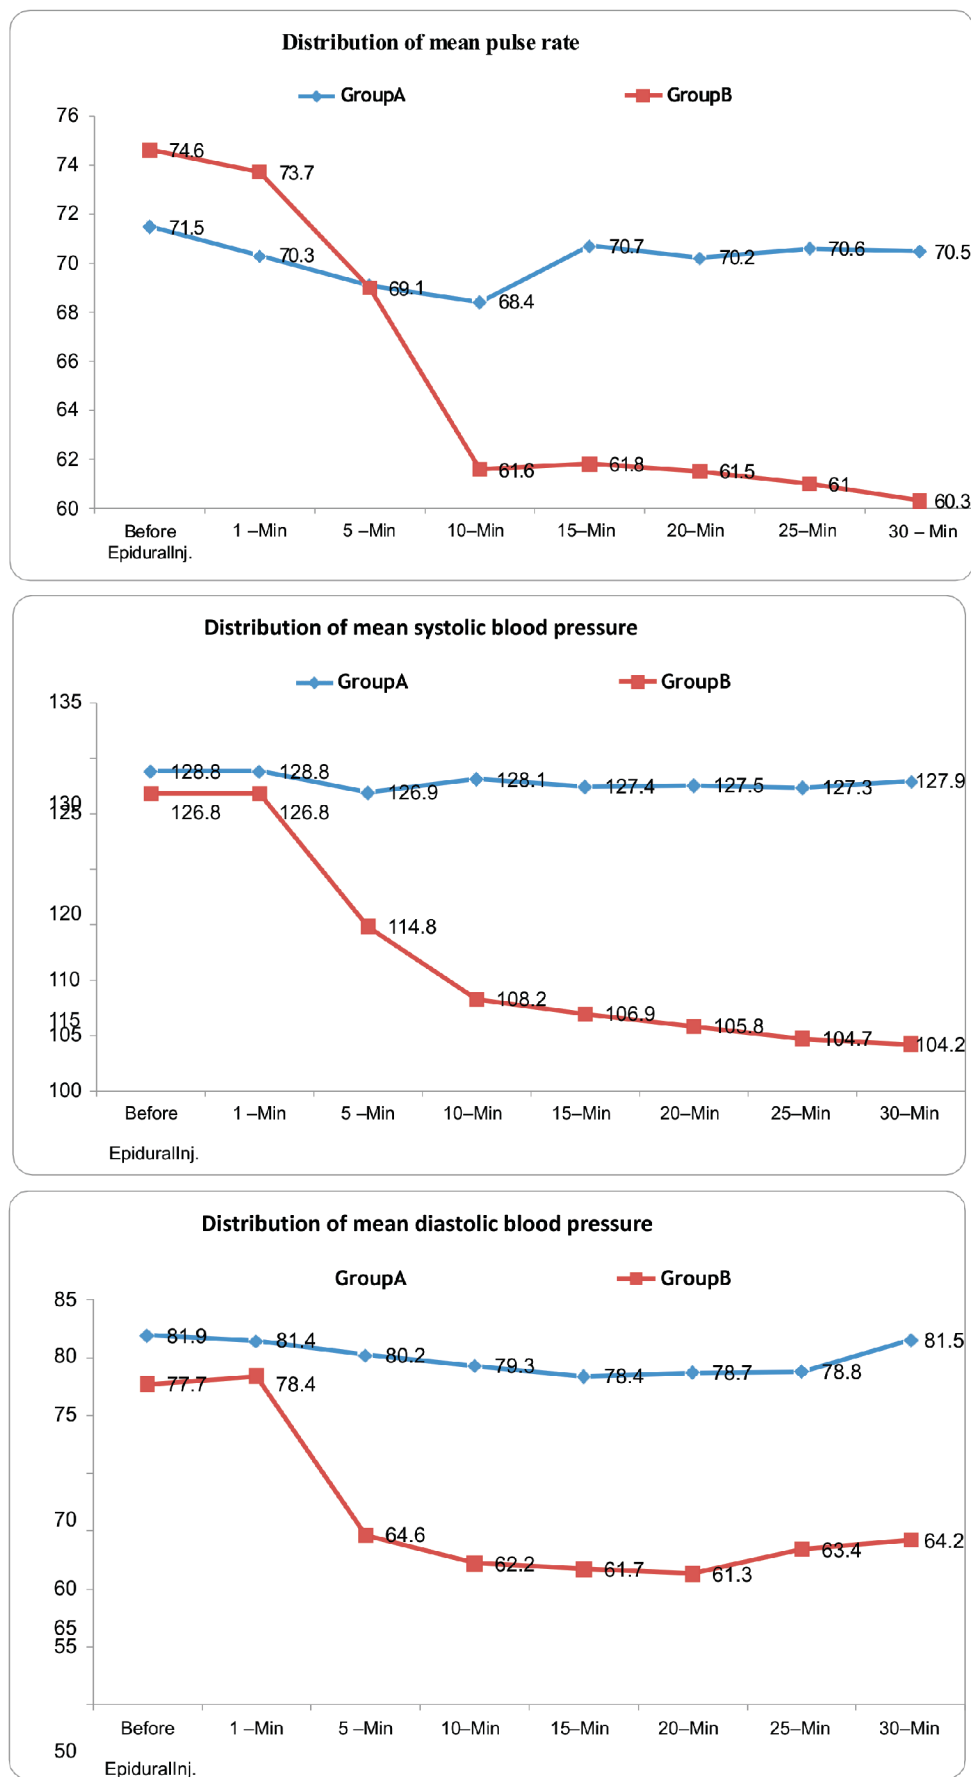 Distribution of mean pulse rate
GroupA GroupB
76
74
72
70
68
66
64
62
60
74.6 73.7
71.5 70.3 69.1 68.4 70.7 70.2 70.6 70.5
61.6 61.8 61.5 61 60.3
Before 1 –Min 5 –Min 10–Min 15–Min 20–Min 25–Min 30 – Min
EpiduralInj.
Distribution of mean systolic blood pressure
GroupA GroupB
135
130
125
120
110
115
105
100
128.8 128.8 126.9 128.1 127.4 127.5 127.3 127.9
126.8 126.8 114.8 108.2 106.9 105.8 104.7 104.2
Before 1 –Min 5 –Min 10–Min 15–Min 20–Min 25–Min 30–Min
EpiduralInj.
Distribution of mean diastolic blood pressure
GroupA GroupB
85
80
75
70
60
65
55
50
81.9 81.4 80.2 79.3 78.4 78.7 78.8 81.5
77.7 78.4 64.6 62.2 61.7 61.3 63.4 64.2
Before 1 –Min 5 –Min 10–Min 15–Min 20–Min 25–Min 30–Min
EpiduralInj.